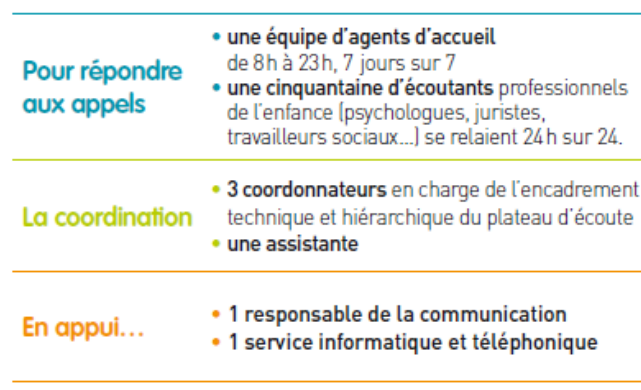 Pour répondre
aux appels
• une équipe d'agents d'accueil
de 8h à 23h, 7 jours sur 7
• une cinquantaine d'écoutants professionnels
de l'enfance (psychologues, juristes,
travailleurs sociaux...) se relaient 24h sur 24.
La coordination
• 3 coordonnateurs en charge de l'encadrement
technique et hiérarchique du plateau d'écoute
• une assistante
En appui...
• 1 responsable de la communication
• 1 service informatique et téléphonique